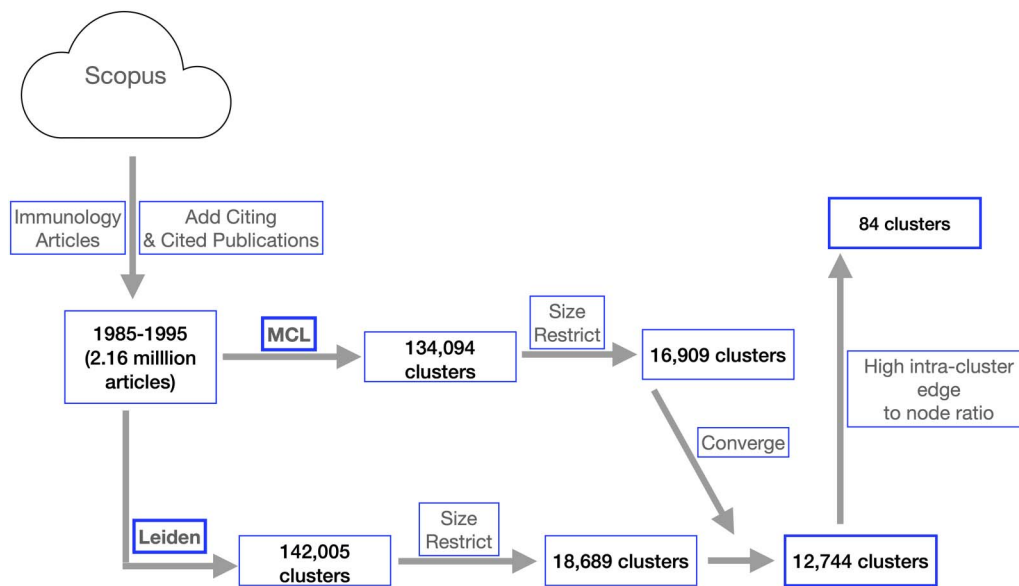 Scopus
Immunology
Articles
Add Citing
& Cited Publications
1985-1995
(2.16 milllion
articles)
MCL
134,094
clusters
Size
Restrict
16,909 clusters
84 clusters
High intra-cluster
edge
to node ratio
Converge
Leiden
142,005
clusters
Size
Restrict
18,689 clusters
12,744 clusters